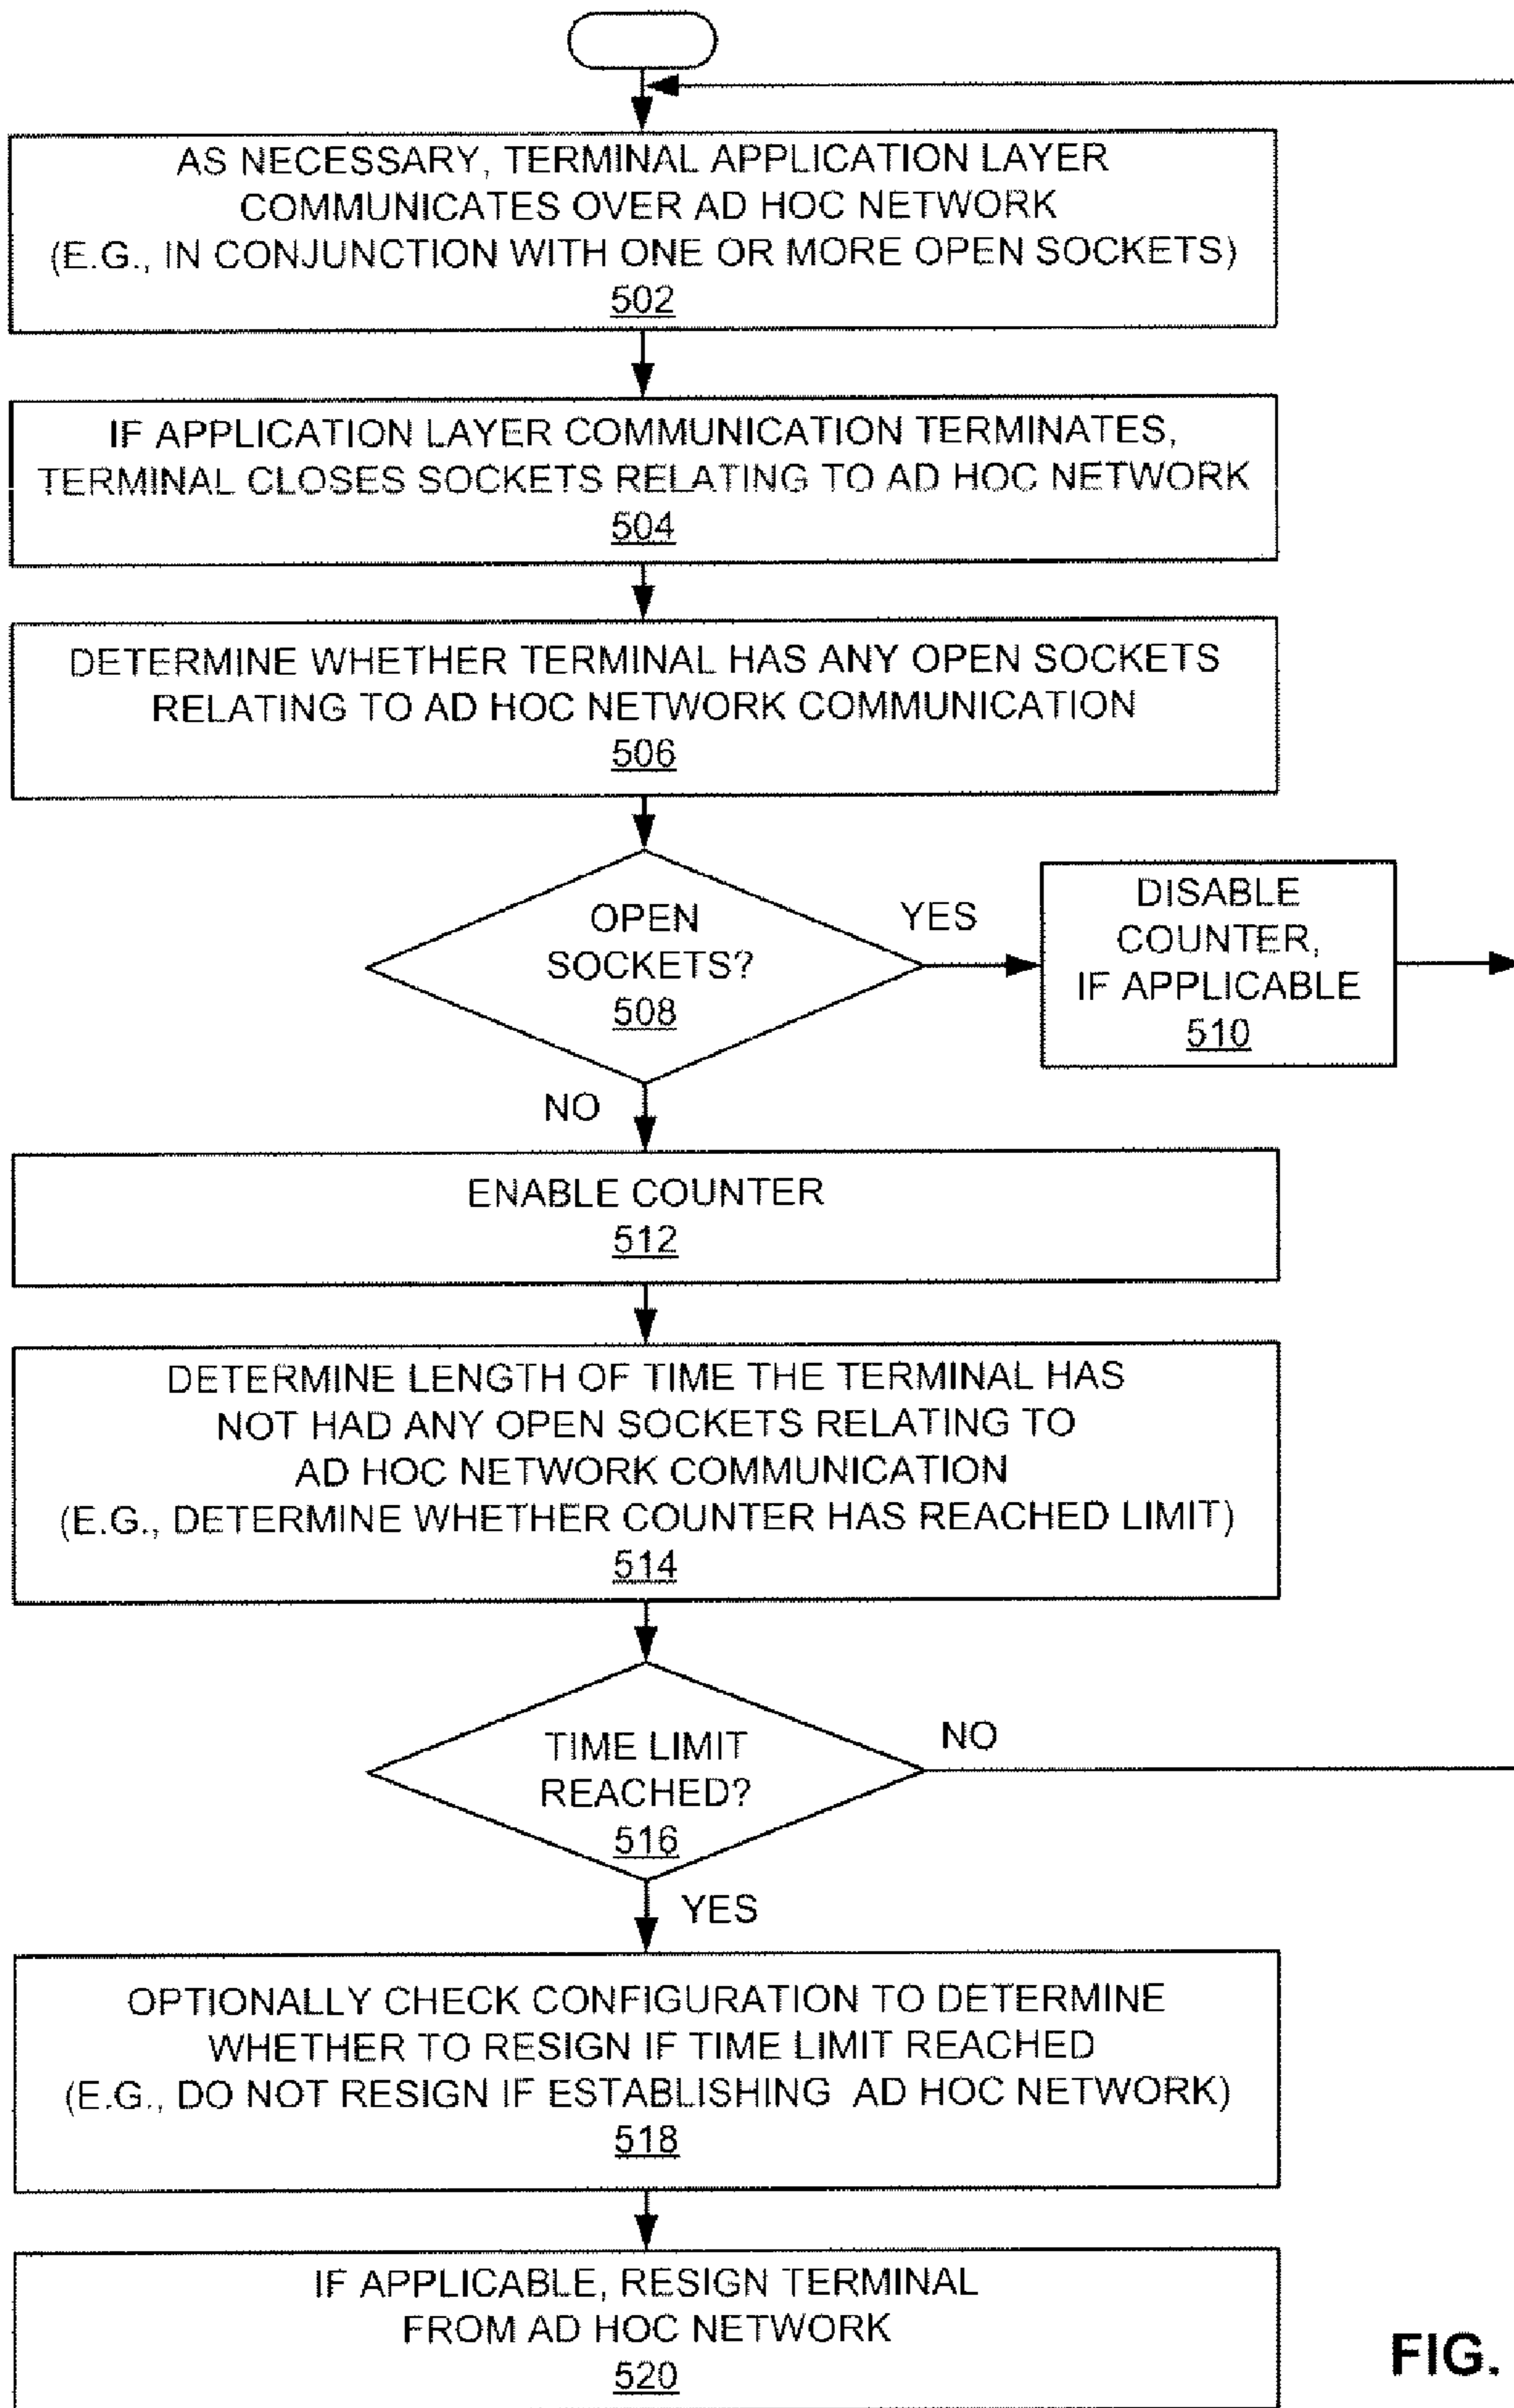 AS NECESSARY, TERMINAL APPLICATION LAYER
COMMUNICATES OVER AD HOC NETWORK
(E.G., IN CONJUNCTION WITH ONE OR MORE OPEN SOCKETS)
502
IF APPLICATION LAYER COMMUNICATION TERMINATES,
TERMINAL CLOSES SOCKETS RELATING TO AD HOC NETWORK
504
DETERMINE WHETHER TERMINAL HAS ANY OPEN SOCKETS
RELATING TO AD HOC NETWORK COMMUNICATION
506
OPEN
SOCKETS?
508
YES
DISABLE
COUNTER,
IF APPLICABLE
510
NO
ENABLE COUNTER
512
DETERMINE LENGTH OF TIME THE TERMINAL HAS
NOT HAD ANY OPEN SOCKETS RELATING TO
AD HOC NETWORK COMMUNICATION
(E.G., DETERMINE WHETHER COUNTER HAS REACHED LIMIT)
514
TIME LIMIT
REACHED?
516
NO
YES
OPTIONALLY CHECK CONFIGURATION TO DETERMINE
WHETHER TO RESIGN IF TIME LIMIT REACHED
(E.G., DO NOT RESIGN IF ESTABLISHING AD HOC NETWORK)
518
IF APPLICABLE, RESIGN TERMINAL
FROM AD HOC NETWORK
520
FIG.